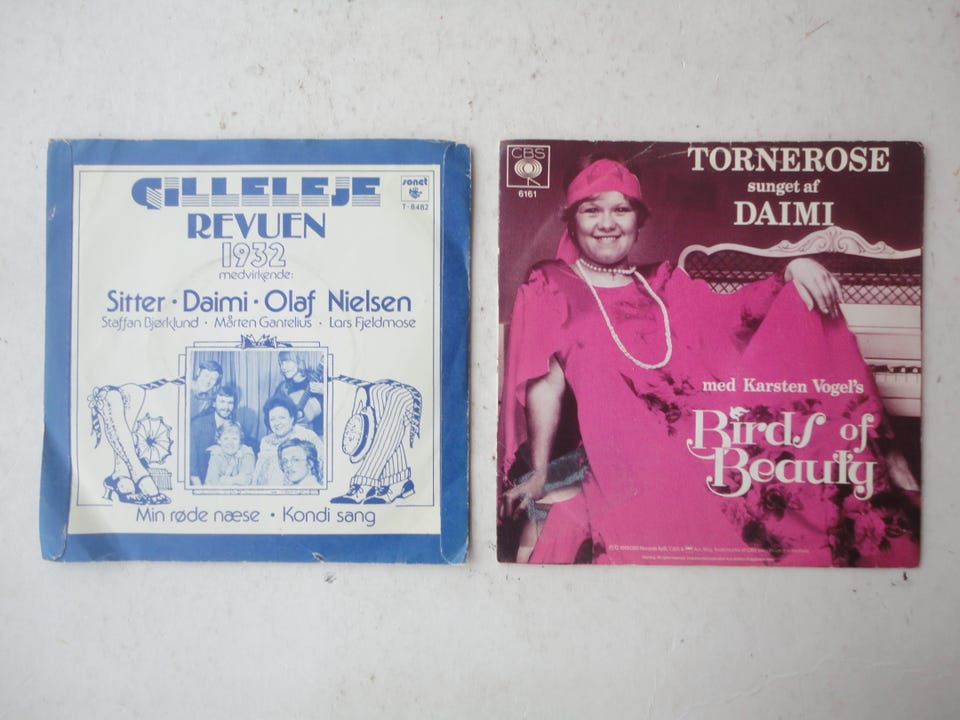 GILLELEJE
sonet
T-8482
REVUEN
1932
medvirkende:
Sitter · Daimi · Olaf Nielsen
Staffan Bjørklund · Mårten Gantelius · Lars Fjeldmose
Min røde næse · Kondi sang
CBS
6161
TORNEROSE
sunget af
DAIMI
med Karsten Vogel's
Birds of
Beauty